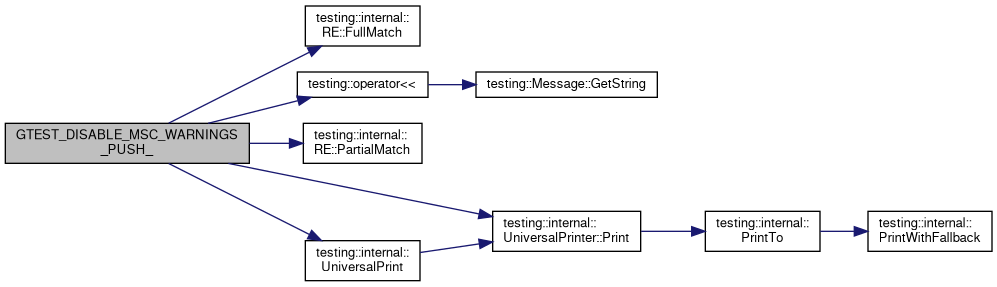 testing::internal::
RE::FullMatch
testing::operator<<
testing::Message::GetString
GTEST_DISABLE_MSC_WARNINGS
_PUSH_
testing::internal::
RE::PartialMatch
testing::internal::
UniversalPrinter::Print
testing::internal::
PrintTo
testing::internal::
PrintWithFallback
testing::internal::
UniversalPrint